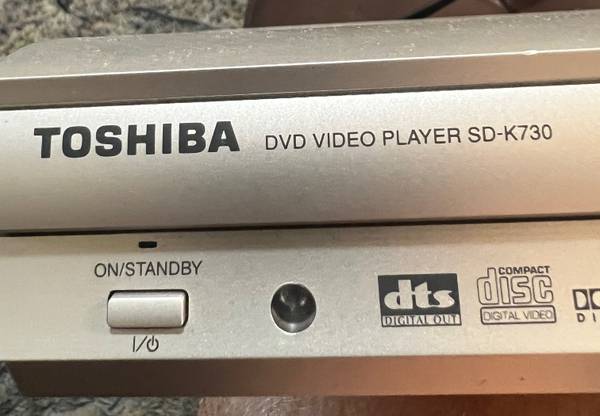 TOSHIBA DVD VIDEO PLAYER SD-K730
ON/STANDBY
I/⏻
dts
DIGITAL OUT
COMPACT
disc
DIGITAL VIDEO